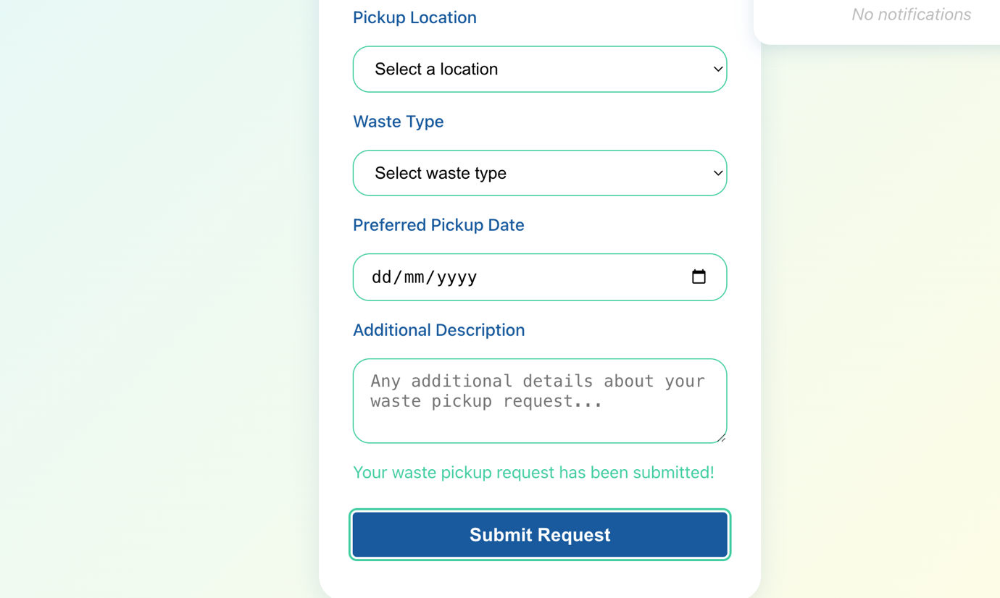 Pickup Location
No notifications
Select a location
Waste Type
Select waste type
Preferred Pickup Date
dd/mm/yyyy
Additional Description
Any additional details about your
waste pickup request...
Your waste pickup request has been submitted!
Submit Request